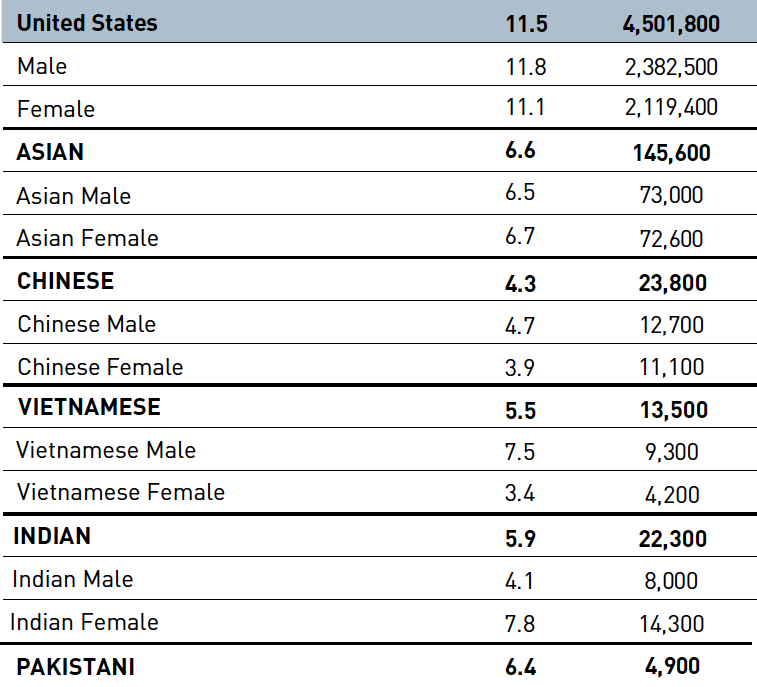 United States 11.5 4,501,800
Male 11.8 2,382,500
Female 11.1 2,119,400
ASIAN 6.6 145,600
Asian Male 6.5 73,000
Asian Female 6.7 72,600
CHINESE 4.3 23,800
Chinese Male 4.7 12,700
Chinese Female 3.9 11,100
VIETNAMESE 5.5 13,500
Vietnamese Male 7.5 9,300
Vietnamese Female 3.4 4,200
INDIAN 5.9 22,300
Indian Male 4.1 8,000
Indian Female 7.8 14,300
PAKISTANI 6.4 4,900